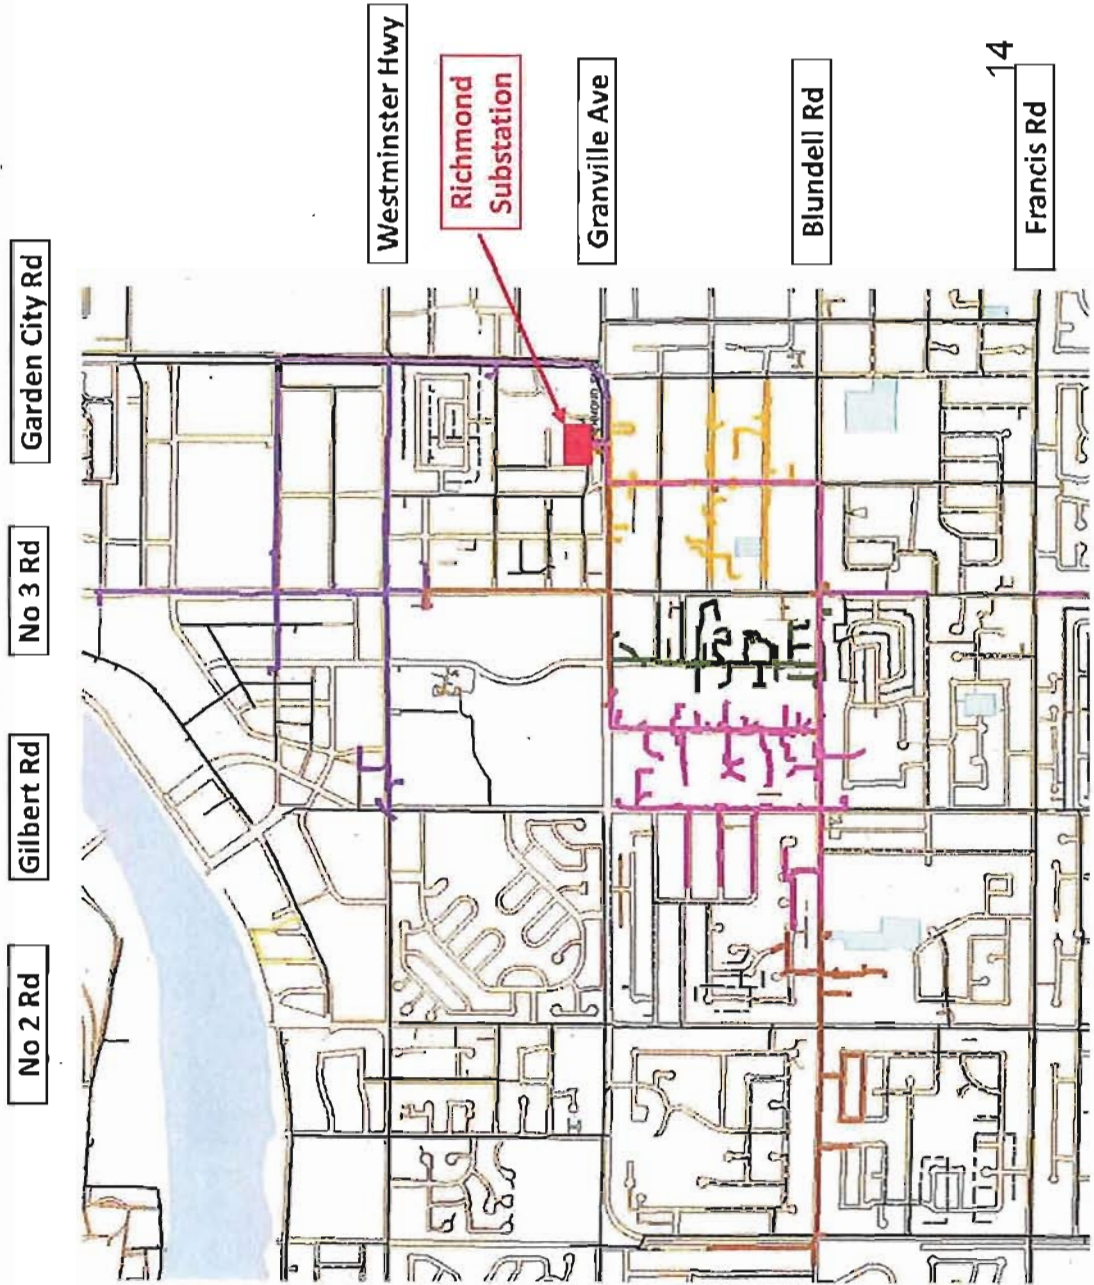 No 2 Rd
Gilbert Rd
No 3 Rd
Garden City Rd
Westminster Hwy
Richmond
Substation
Granville Ave
Blundell Rd
Francis Rd
14